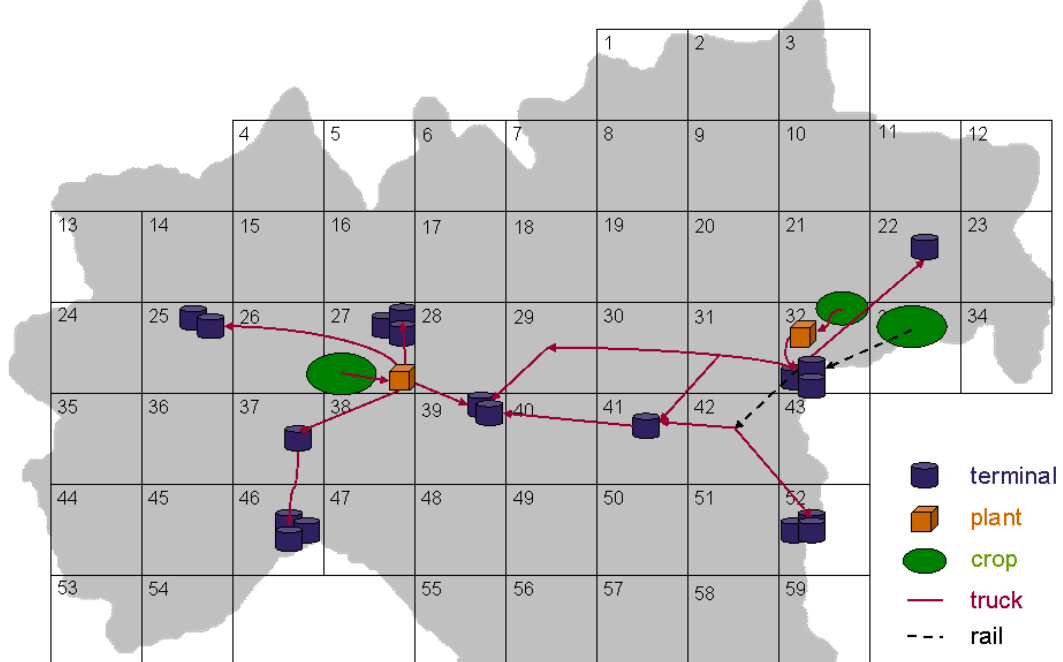 1 2 3
4 5 6 7 8 9 10 11 12
13 14 15 16 17 18 19 20 21 22 23
24 25 26 27 28 29 30 31 32 34
35 36 37 38 39 40 41 42 43
44 45 46 47 48 49 50 51 52
53 54 55 56 57 58 59
terminal
plant
crop
truck
rail